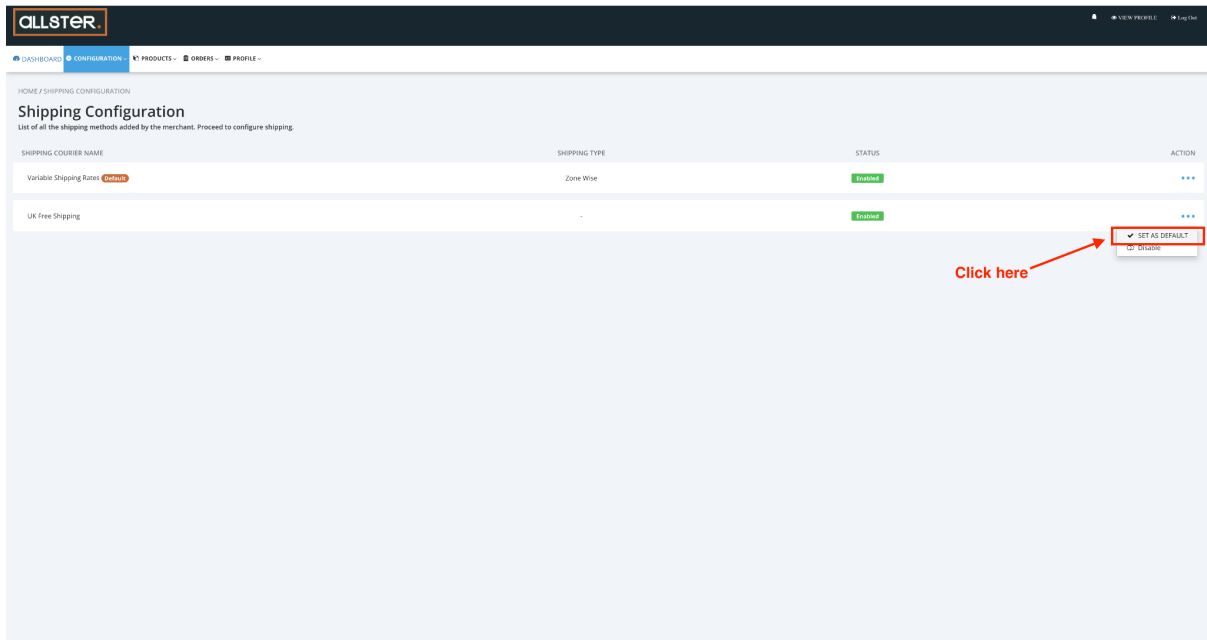 ALLSTER.
VIEW PROFILE Log Out
DASHBOARD CONFIGURATION PRODUCTS ORDERS PROFILE
HOME / SHIPPING CONFIGURATION
Shipping Configuration
List of all the shipping methods added by the merchant. Proceed to configure shipping.
SHIPPING COURIER NAME SHIPPING TYPE STATUS ACTION
Variable Shipping Rates Default Zone Wise Enabled
UK Free Shipping - Enabled
SET AS DEFAULT
Disable
Click here